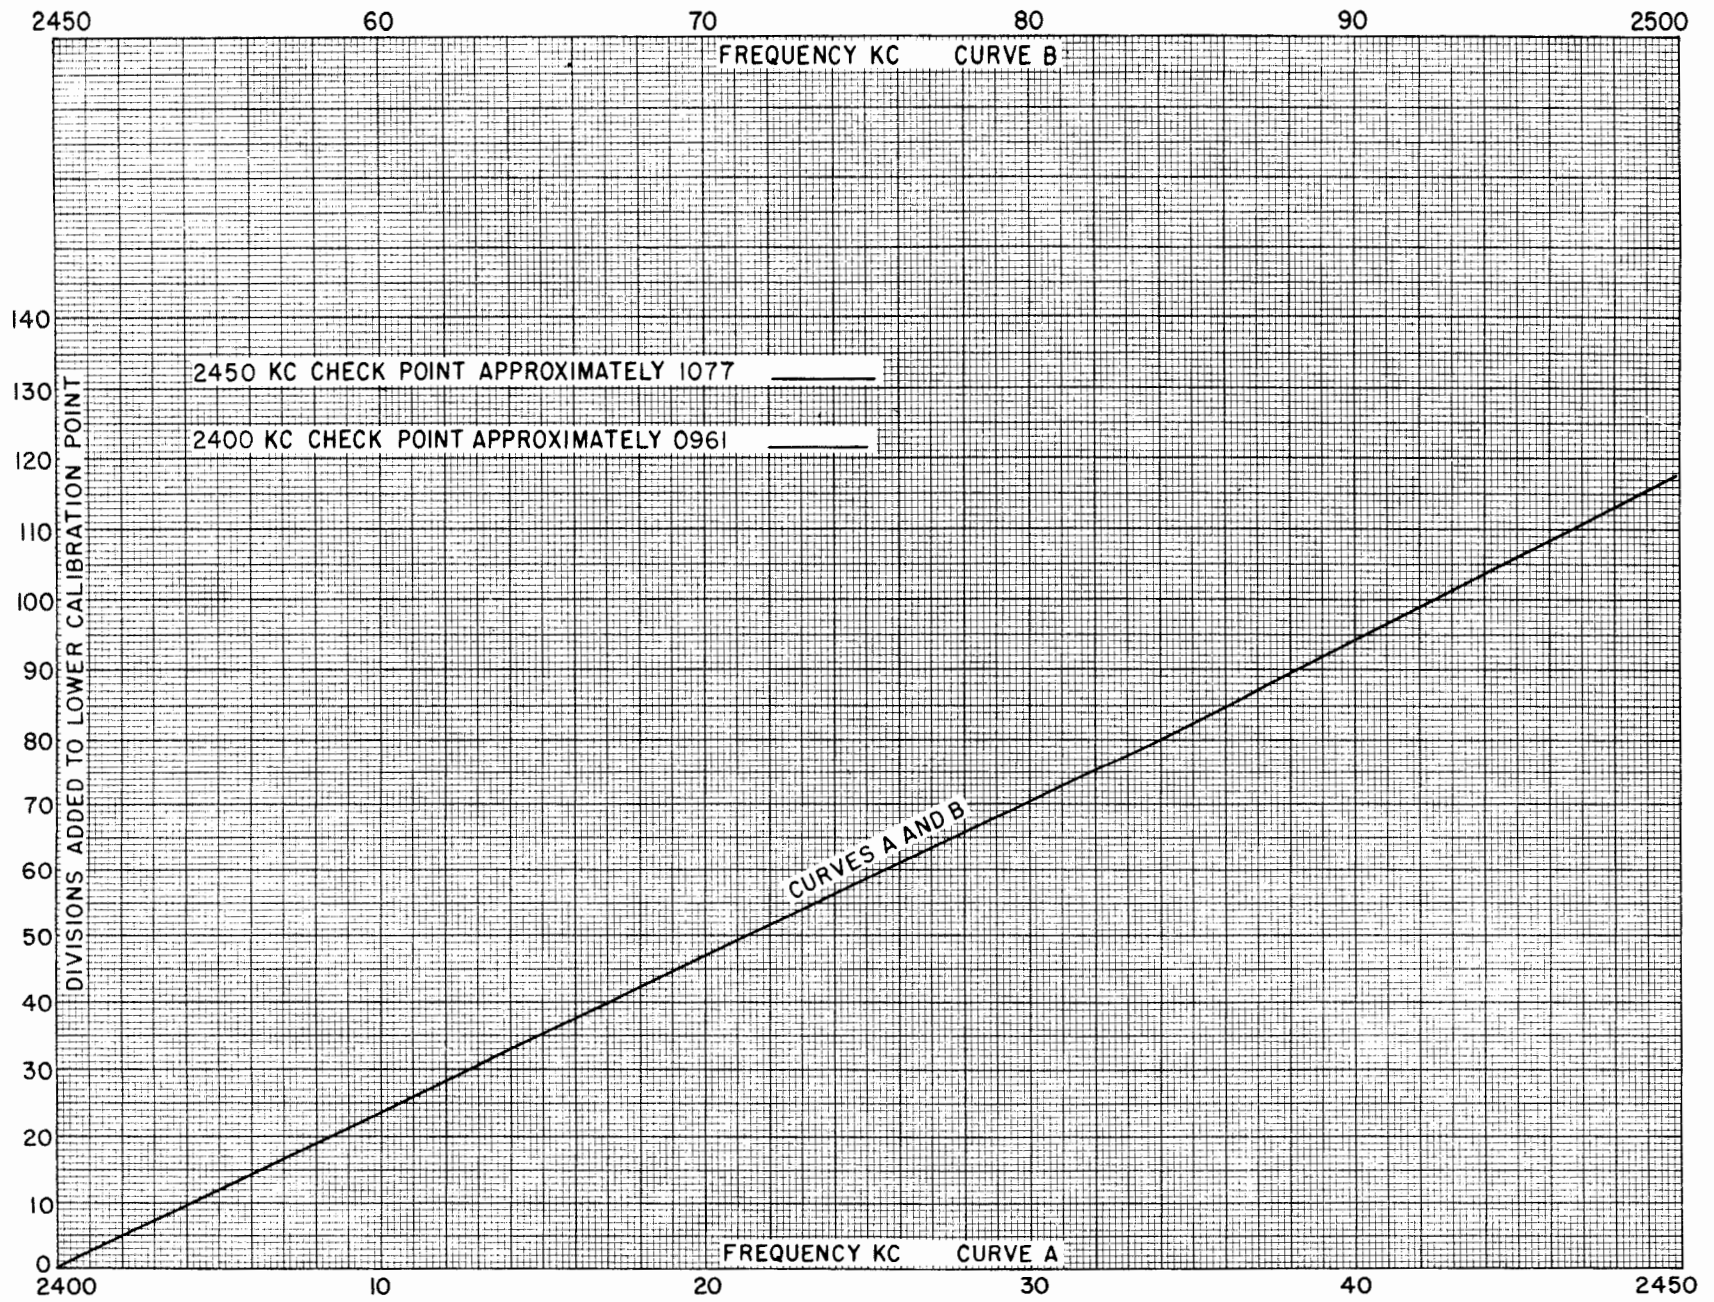 2450 60 70 80 90 2500
FREQUENCY KC CURVE B
140
130
120
110
100
90
80
70
60
50
40
30
20
10
0
DIVISIONS ADDED TO LOWER CALIBRATION POINT
2450 KC CHECK POINT APPROXIMATELY 1077
2400 KC CHECK POINT APPROXIMATELY 0961
CURVES A AND B
FREQUENCY KC CURVE A
2400 10 20 30 40 2450